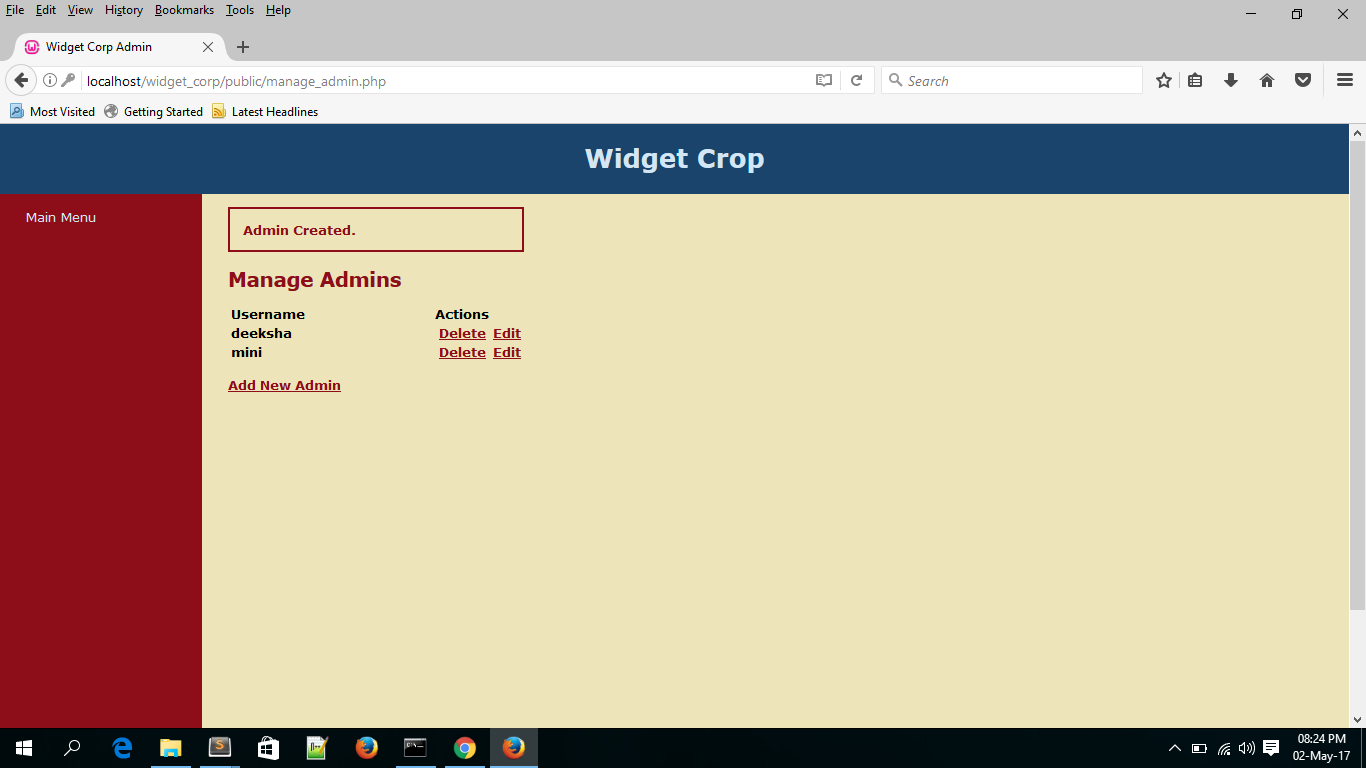 File Edit View History Bookmarks Tools Help
Widget Corp Admin
localhost/widget_corp/public/manage_admin.php
Search
Most Visited Getting Started Latest Headlines
Widget Crop
Main Menu
Admin Created.
Manage Admins
Username Actions
deeksha Delete Edit
mini Delete Edit
Add New Admin
08:24 PM
02-May-17